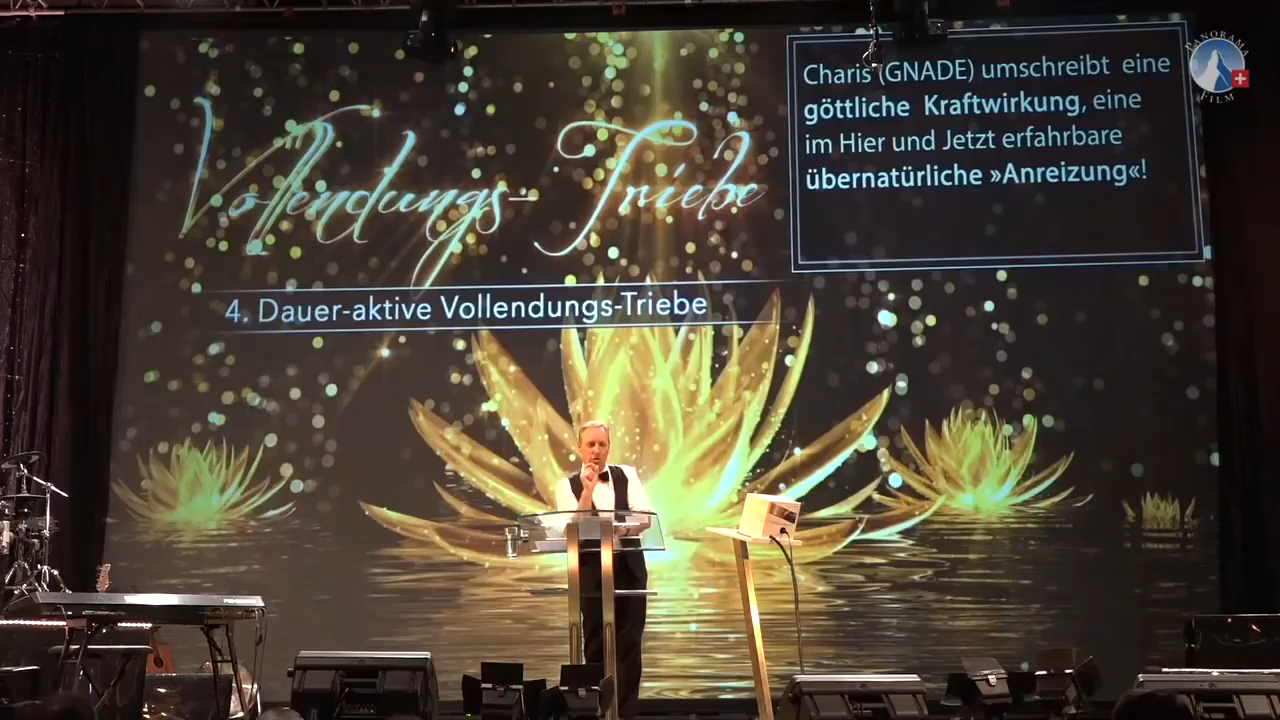 Vollendungs-Triebe
4. Dauer-aktive Vollendungs-Triebe
Charis (GNADE) umschreibt eine
göttliche Kraftwirkung, eine
im Hier und Jetzt erfahrbare
übernatürliche »Anreizung«!
PANORAMA
FILM